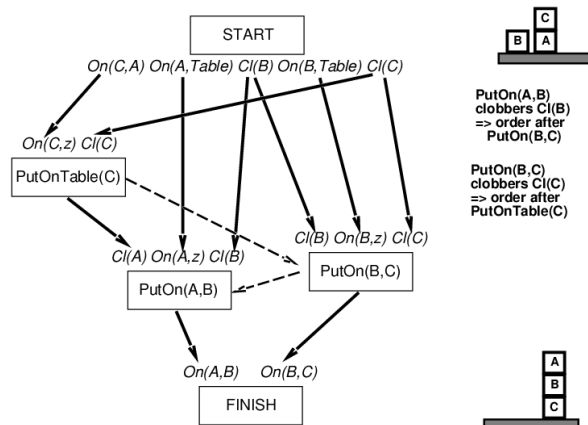 START
On(C,A) On(A,Table) Cl(B) On(B,Table) Cl(C)
On(C,z) Cl(C)
PutOnTable(C)
Cl(A) On(A,z) Cl(B)
PutOn(A,B)
Cl(B) On(B,z) Cl(C)
PutOn(B,C)
On(A,B) On(B,C)
FINISH
C
B A
PutOn(A,B)
clobbers Cl(B)
=> order after
PutOn(B,C)
PutOn(B,C)
clobbers Cl(C)
=> order after
PutOnTable(C)
A
B
C